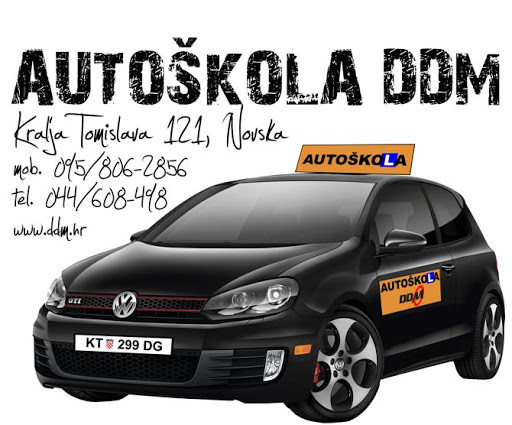 AUTOŠKOLA DDM
Kralja Tomislava 121, Novska
mob. 095/806-2856
tel. 044/608-498
www.ddm.hr
AUTOŠKOLA
AUTOŠKOLA
DDM
GTI
KT 299 DG